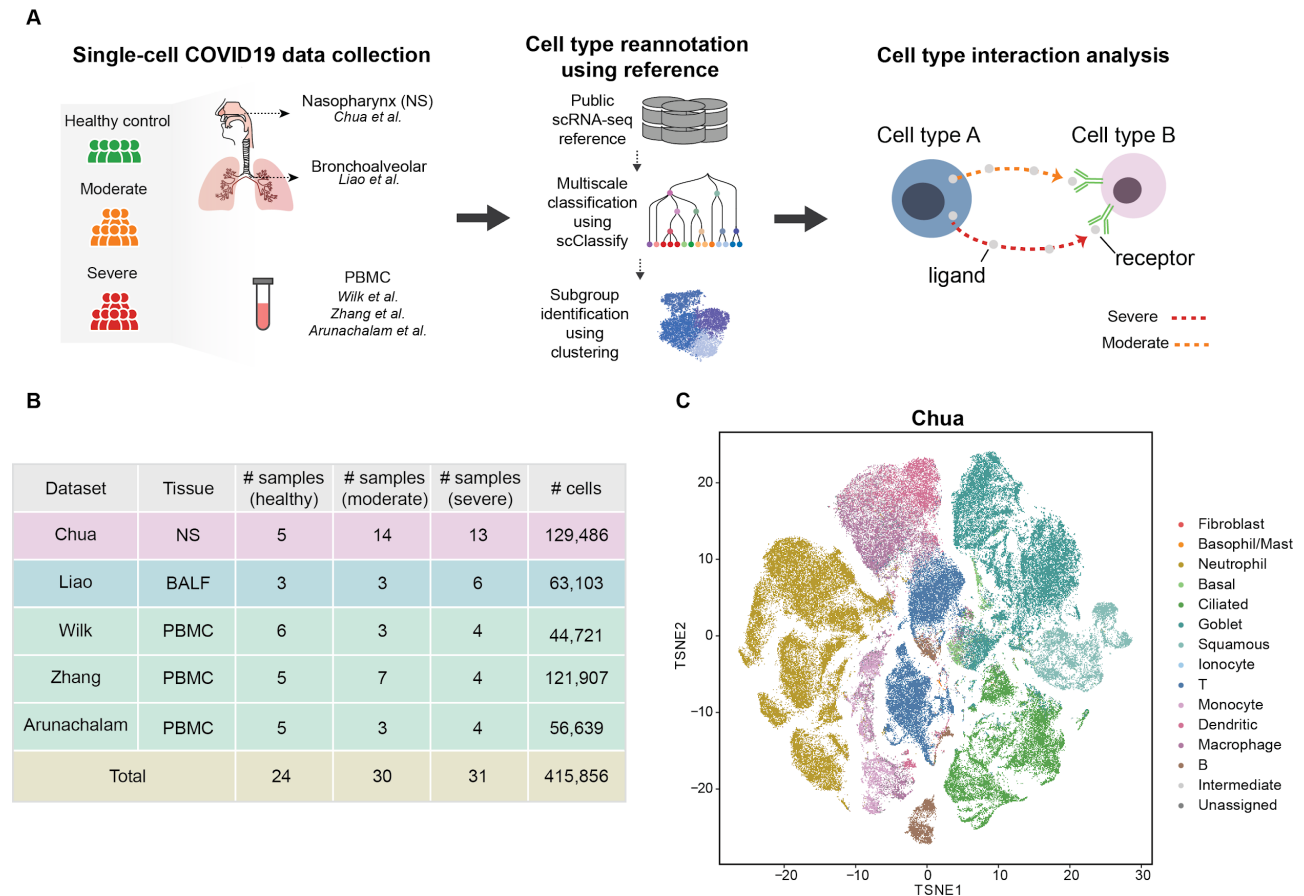 A
Single-cell COVID19 data collection
Healthy control
Moderate
Severe
Nasopharynx (NS)
Chua et al.
Bronchoalveolar
Liao et al.
PBMC
Wilk et al.
Zhang et al.
Arunachalam et al.
Cell type reannotation
using reference
Public
scRNA-seq
reference
Multiscale
classification
using
scClassify
Subgroup
identification
using
clustering
Cell type interaction analysis
Cell type A
Cell type B
ligand
receptor
Severe
Moderate
B
Dataset Tissue # samples (healthy) # samples (moderate) # samples (severe) # cells
Chua NS 5 14 13 129,486
Liao BALF 3 3 6 63,103
Wilk PBMC 6 3 4 44,721
Zhang PBMC 5 7 4 121,907
Arunachalam PBMC 5 3 4 56,639
Total 24 30 31 415,856
C
Chua
TSNE2
20
10
0
−10
−20
−20 −10 0 10 20 30
TSNE1
Fibroblast
Basophil/Mast
Neutrophil
Basal
Ciliated
Goblet
Squamous
Ionocyte
T
Monocyte
Dendritic
Macrophage
B
Intermediate
Unassigned